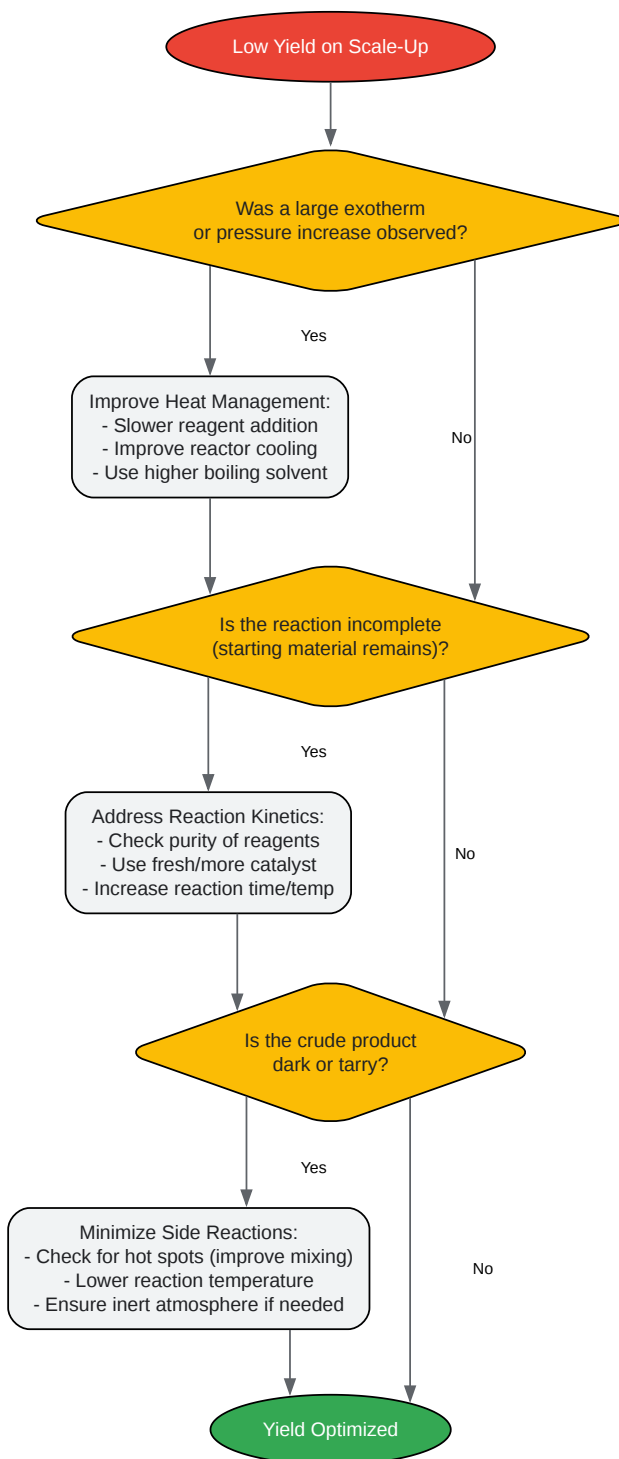 Low Yield on Scale-Up
Was a large exotherm
or pressure increase observed?
Yes
Improve Heat Management:
- Slower reagent addition
- Improve reactor cooling
- Use higher boiling solvent
No
Is the reaction incomplete
(starting material remains)?
Yes
Address Reaction Kinetics:
- Check purity of reagents
- Use fresh/more catalyst
- Increase reaction time/temp
No
Is the crude product
dark or tarry?
Yes
Minimize Side Reactions:
- Check for hot spots (improve mixing)
- Lower reaction temperature
- Ensure inert atmosphere if needed
No
Yield Optimized